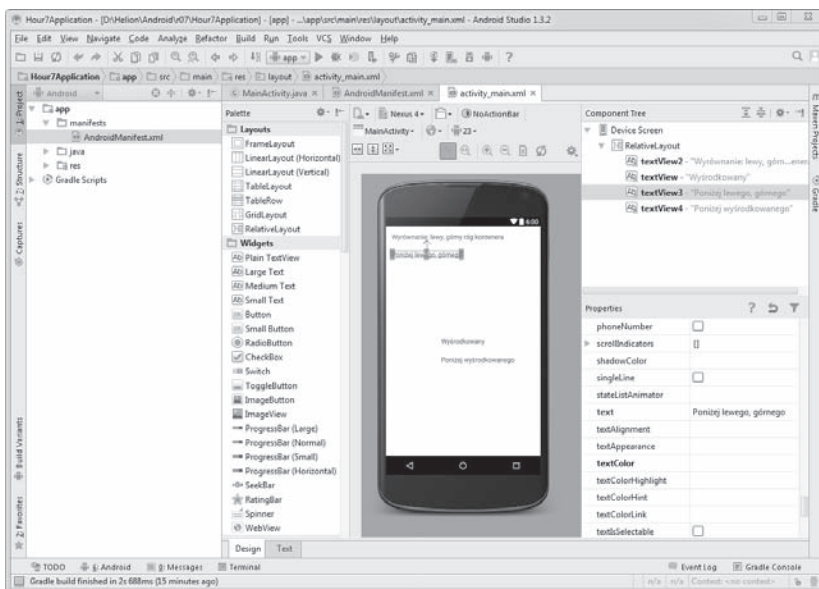 Hour7Application - [D:\Helion\Android\r07\Hour7Application] - [app] - ...\app\src\main\res\layout\activity_main.xml - Android Studio 1.3.2
File Edit View Navigate Code Analyze Refactor Build Run Tools VCS Window Help
app
Hour7Application app src main res layout activity_main.xml
Android
MainActivity.java AndroidManifest.xml activity_main.xml
1: Project
2: Structure
Captures
Build Variants
2: Favorites
app
manifests
AndroidManifest.xml
java
res
Gradle Scripts
Palette
Layouts
FrameLayout
LinearLayout (Horizontal)
LinearLayout (Vertical)
TableLayout
TableRow
GridLayout
RelativeLayout
Widgets
Plain TextView
Large Text
Medium Text
Small Text
Button
Small Button
RadioButton
CheckBox
Switch
ToggleButton
ImageButton
ImageView
ProgressBar (Large)
ProgressBar (Normal)
ProgressBar (Small)
ProgressBar (Horizontal)
SeekBar
RatingBar
Spinner
WebView
Design Text
Nexus 4 NoActionBar
MainActivity 23
6:00
Wyrównanie: lewy, górny róg kontenera
Poniżej lewego, górnego
Wyśrodkowany
Poniżej wyśrodkowanego
Component Tree
Device Screen
RelativeLayout
textView2 - "Wyrównanie: lewy, górn...ener
textView - "Wyśrodkowany"
textView3 - "Poniżej lewego, górnego"
textView4 - "Poniżej wyśrodkowanego"
Properties
phoneNumber
scrollIndicators []
shadowColor
singleLine
stateListAnimator
text Poniżej lewego, górnego
textAlignment
textAppearance
textColor
textColorHighlight
textColorHint
textColorLink
textIsSelectable
Maven Projects
Gradle
TODO 6: Android 0: Messages Terminal
Event Log Gradle Console
Gradle build finished in 2s 688ms (15 minutes ago)
n/a n/a Context: <no context>